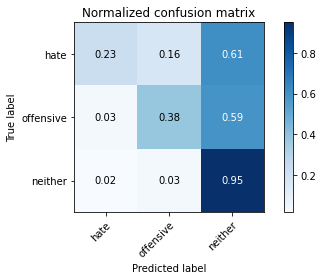 Normalized confusion matrix
True label
hate 0.23 0.16 0.61
offensive 0.03 0.38 0.59
neither 0.02 0.03 0.95
hate offensive neither
Predicted label
0.8
0.6
0.4
0.2